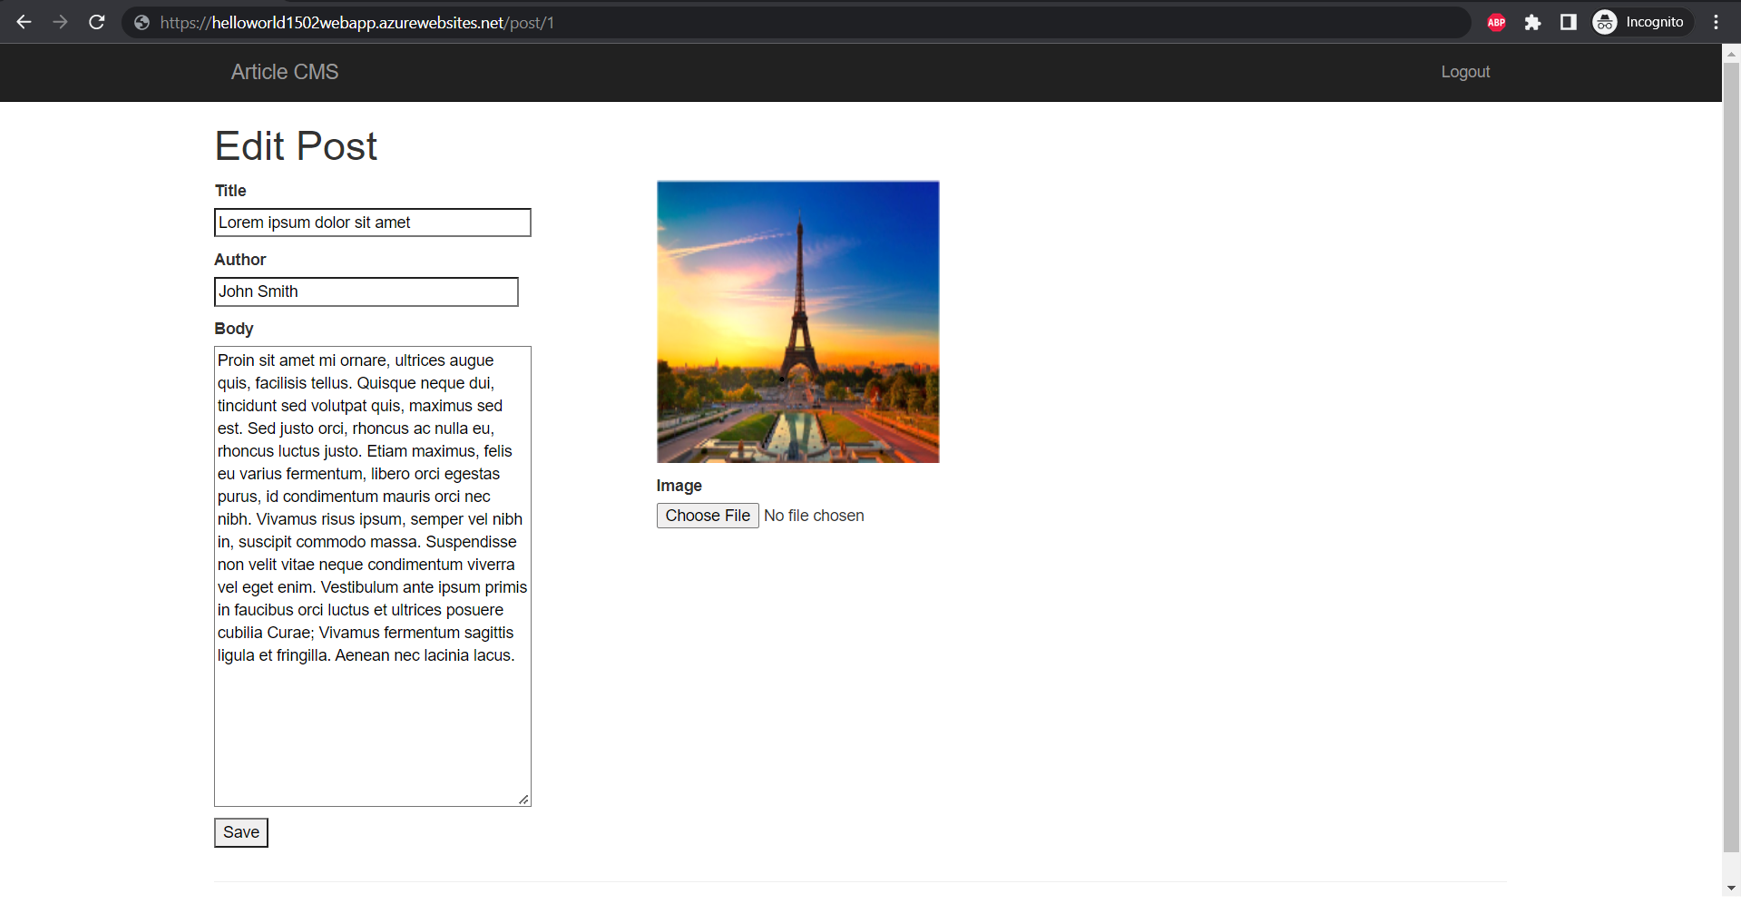 https://helloworld1502webapp.azurewebsites.net/post/1
ABP
Incognito
Article CMS
Logout
Edit Post
Title
Lorem ipsum dolor sit amet
Author
John Smith
Body
Proin sit amet mi ornare, ultrices augue
quis, facilisis tellus. Quisque neque dui,
tincidunt sed volutpat quis, maximus sed
est. Sed justo orci, rhoncus ac nulla eu,
rhoncus luctus justo. Etiam maximus, felis
eu varius fermentum, libero orci egestas
purus, id condimentum mauris orci nec
nibh. Vivamus risus ipsum, semper vel nibh
in, suscipit commodo massa. Suspendisse
non velit vitae neque condimentum viverra
vel eget enim. Vestibulum ante ipsum primis
in faucibus orci luctus et ultrices posuere
cubilia Curae; Vivamus fermentum sagittis
ligula et fringilla. Aenean nec lacinia lacus.
Save
Image
Choose File No file chosen